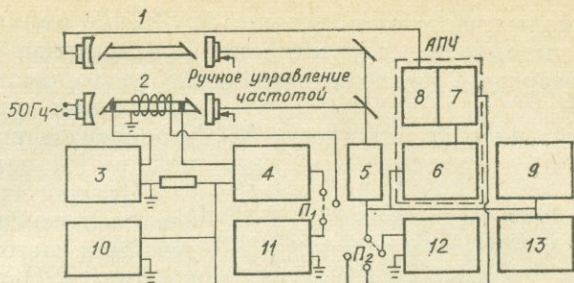 1
АПЧ
2
Ручное управление
частотой
8 7
50Гц~
3 4 5 6 9
П1
10 11 12 13
П2